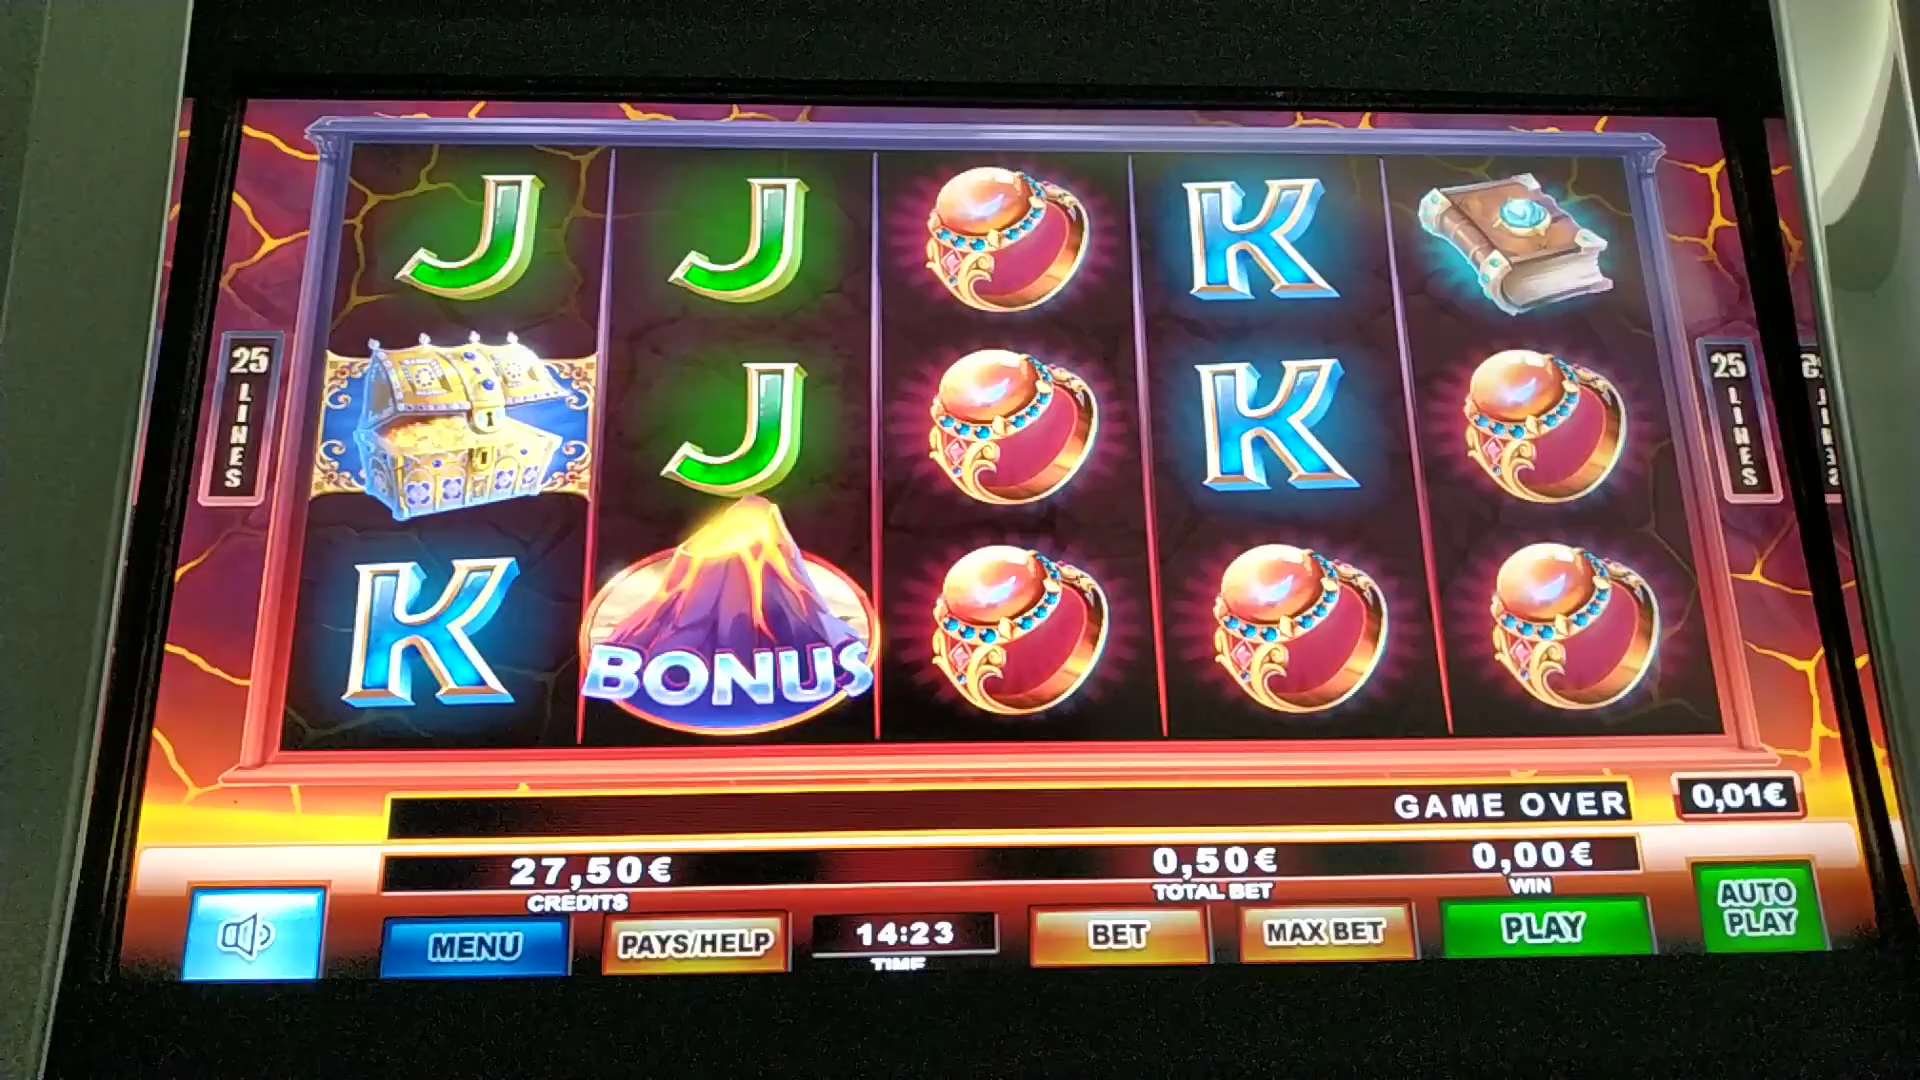 J J K
25 LINES
25 LINES
J K
K BONUS
GAME OVER
0,01€
27,50€ 0,50€ 0,00€
CREDITS TOTAL BET WIN
MENU PAYS/HELP 14:23 BET MAX BET PLAY AUTO PLAY
TIME